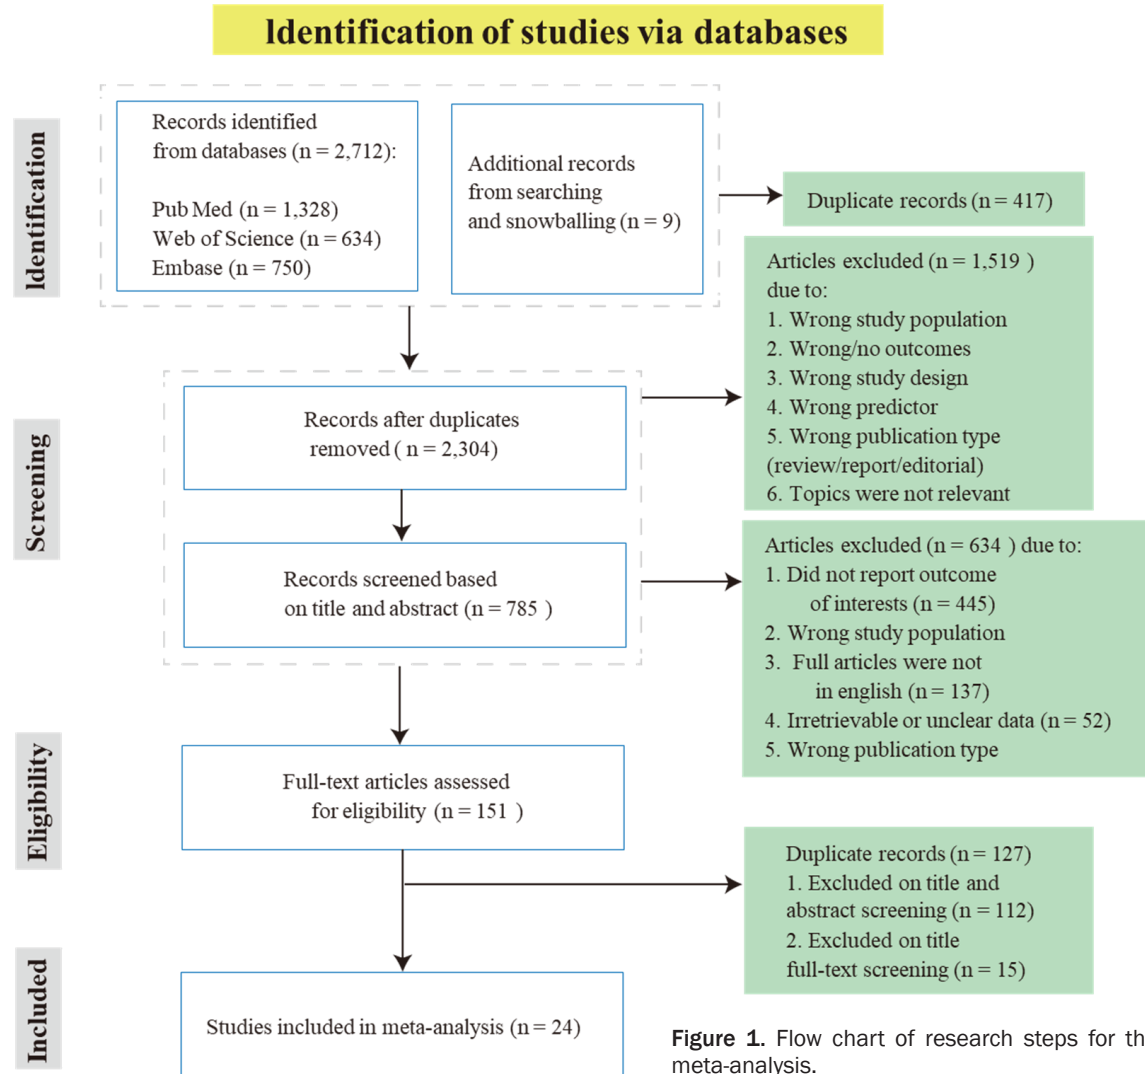 Identification of studies via databases
Identification
Records identified
from databases (n = 2,712):
Pub Med (n = 1,328)
Web of Science (n = 634)
Embase (n = 750)
Additional records
from searching
and snowballing (n = 9)
Duplicate records (n = 417)
Articles excluded (n = 1,519 )
due to:
1. Wrong study population
2. Wrong/no outcomes
3. Wrong study design
4. Wrong predictor
5. Wrong publication type
(review/report/editorial)
6. Topics were not relevant
Screening
Records after duplicates
removed ( n = 2,304)
Records screened based
on title and abstract (n = 785 )
Articles excluded (n = 634 ) due to:
1. Did not report outcome
of interests (n = 445)
2. Wrong study population
3. Full articles were not
in english (n = 137)
4. Irretrievable or unclear data (n = 52)
5. Wrong publication type
Eligibility
Full-text articles assessed
for eligibility (n = 151 )
Duplicate records (n = 127)
1. Excluded on title and
abstract screening (n = 112)
2. Excluded on title
full-text screening (n = 15)
Included
Studies included in meta-analysis (n = 24)
Figure 1. Flow chart of research steps for th
meta-analysis.